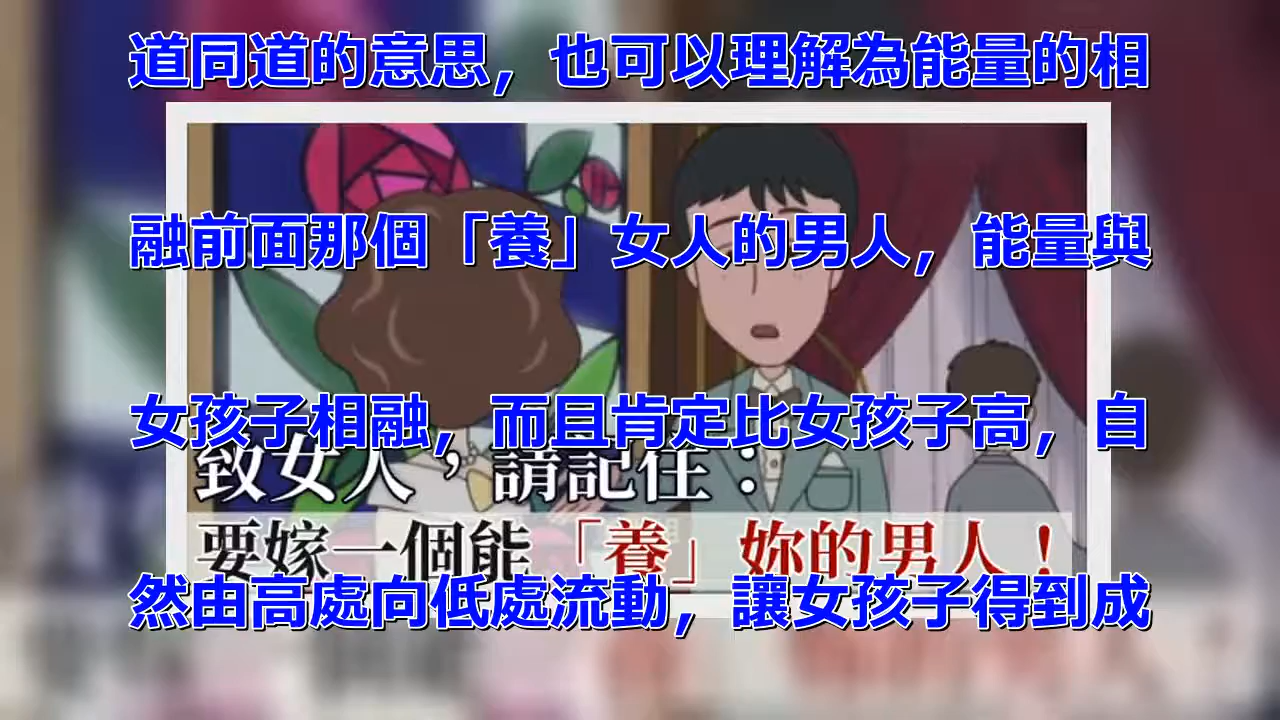 道同道的意思，也可以理解為能量的相
融前面那個「養」女人的男人，能量與
女孩子相融，而且肯定比女孩子高，自
致女人，請記住：
要嫁一個能「養」妳的男人！
然由高處向低處流動，讓女孩子得到成